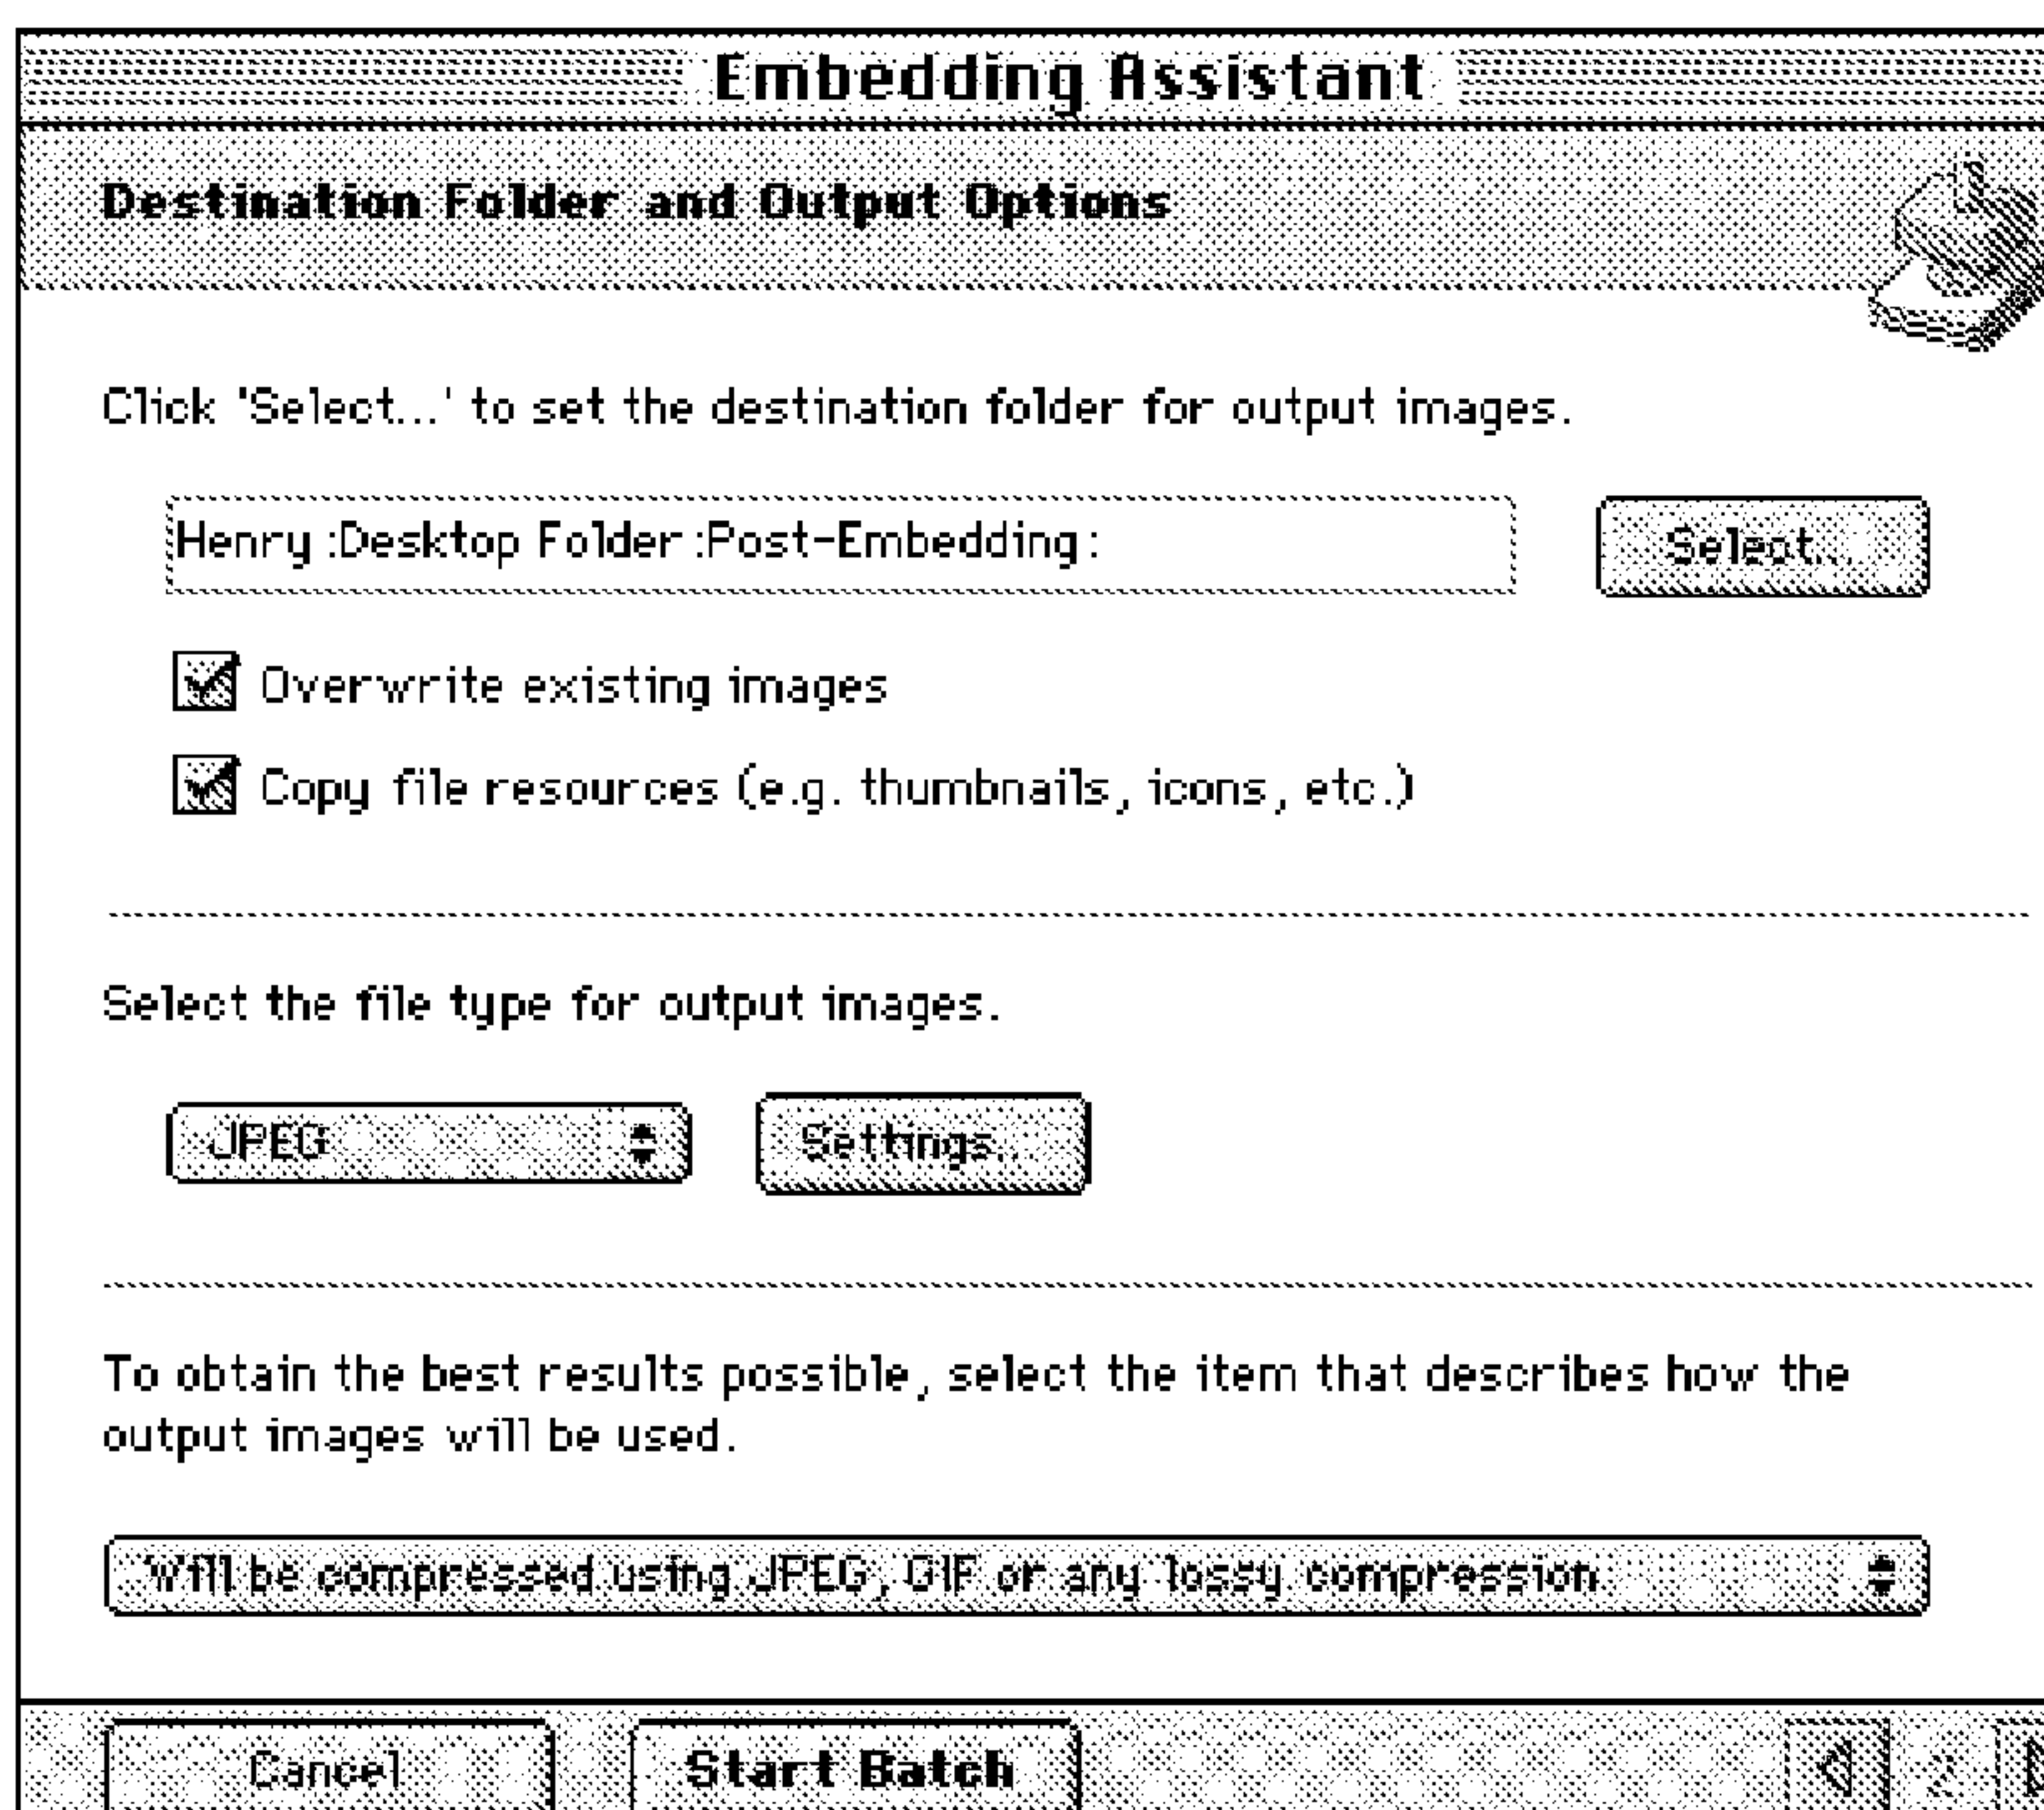 Embedding Assistant
Destination Folder and Output Options
Click 'Select...' to set the destination folder for output images.
Henry:Desktop Folder:Post-Embedding:
Select...
Overwrite existing images
Copy file resources (e.g. thumbnails, icons, etc.)
Select the file type for output images.
JPEG
Settings...
To obtain the best results possible, select the item that describes how the
output images will be used.
Will be compressed using JPEG, GIF or any lossy compression
Cancel
Start Batch
2